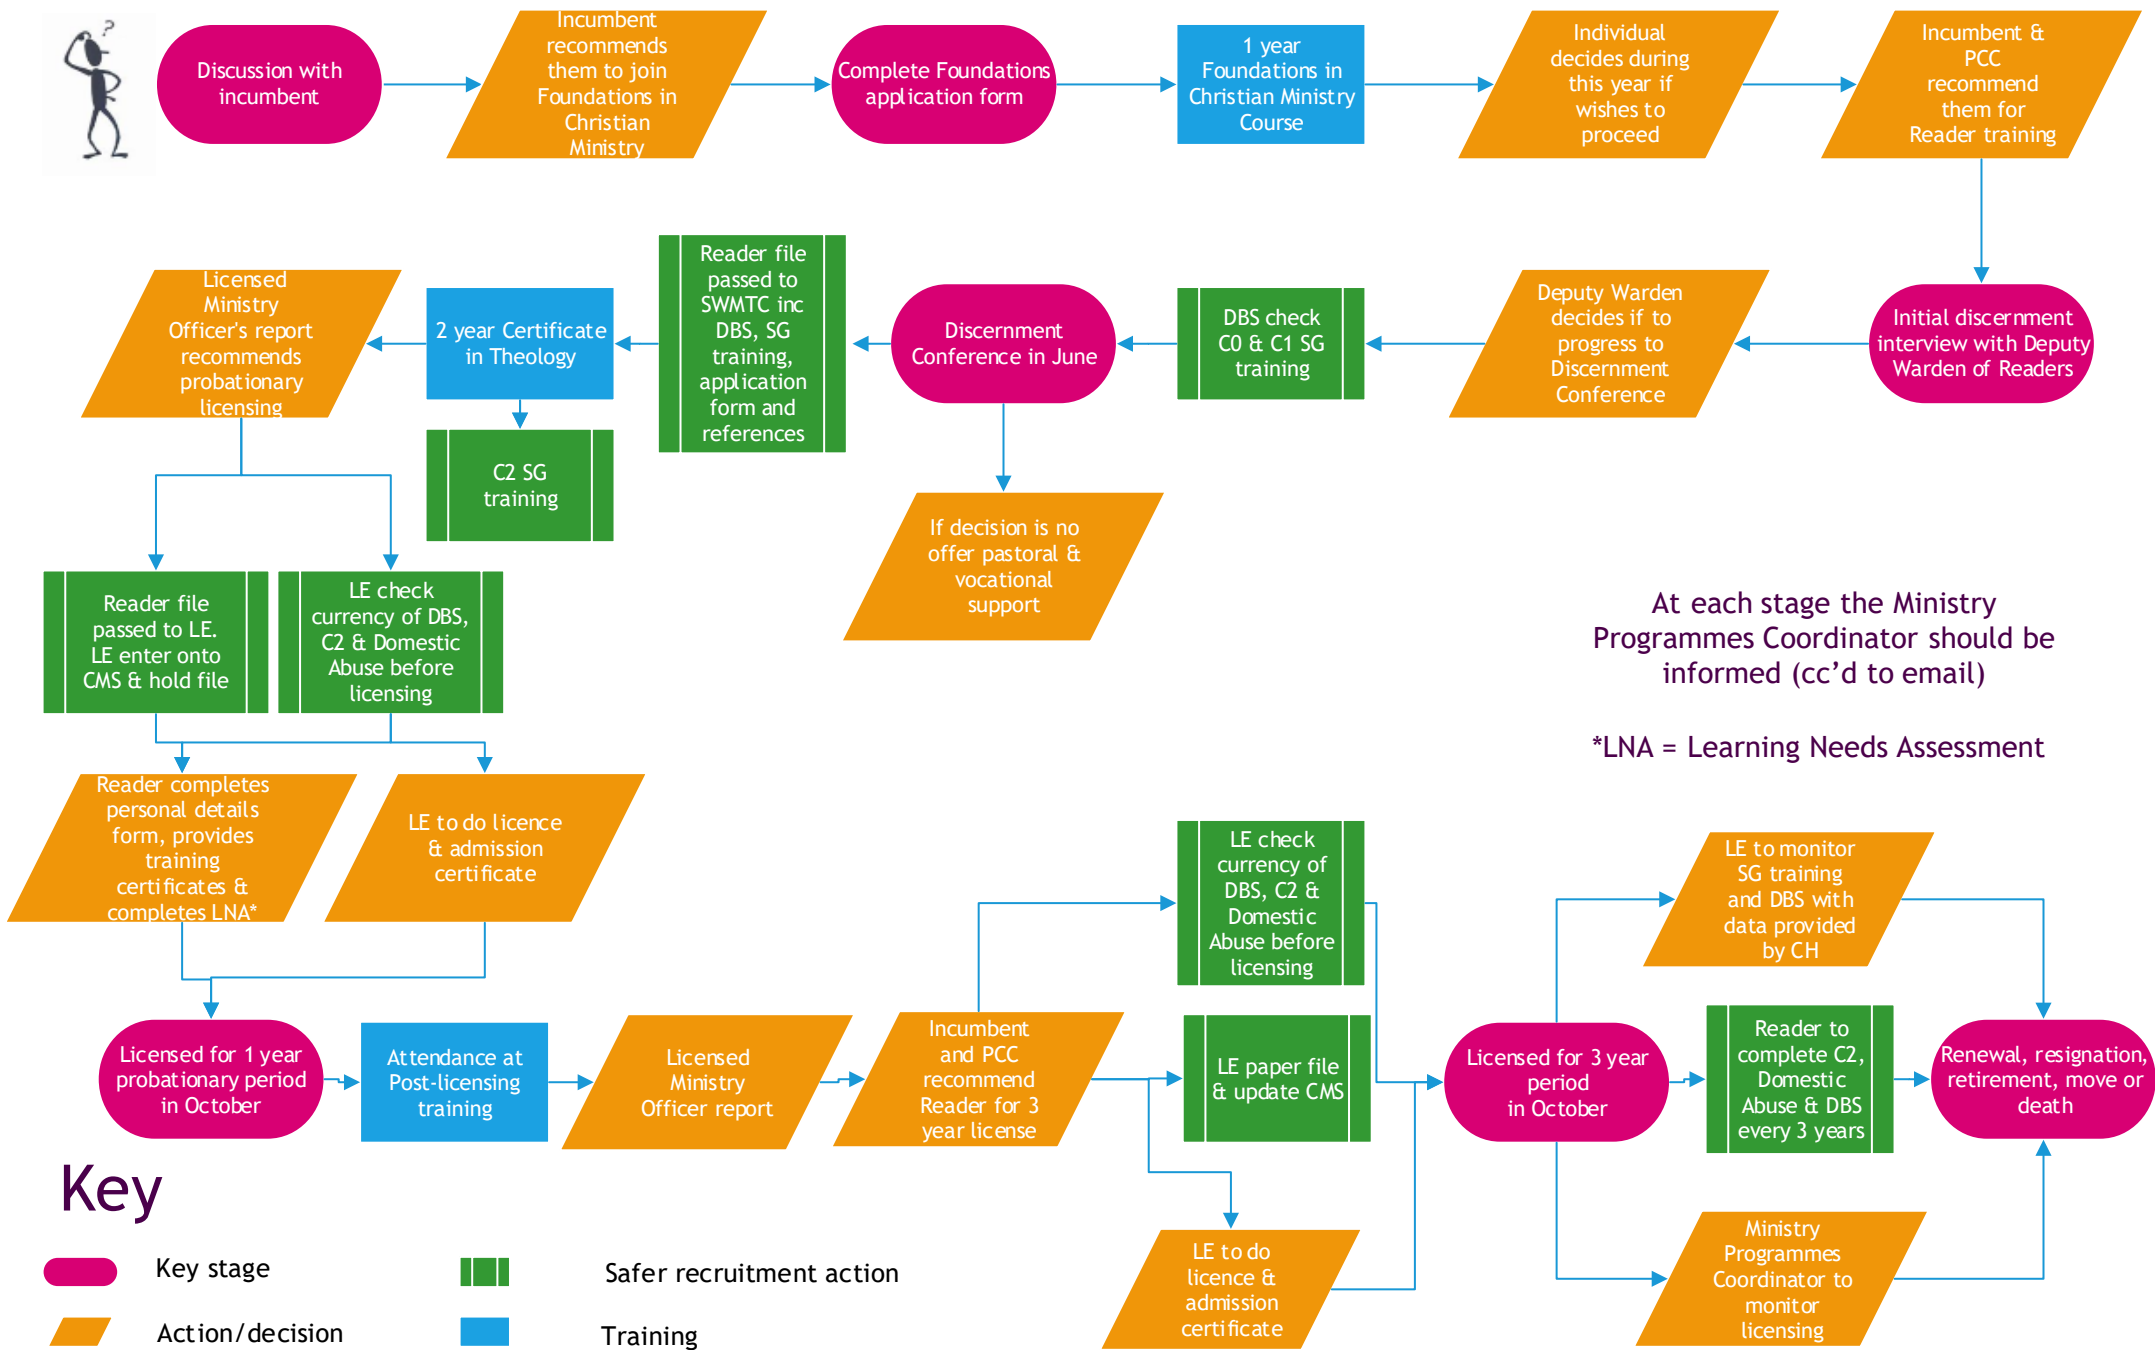 ?
Discussion with
incumbent
Incumbent
recommends
them to join
Foundations in
Christian
Ministry
Complete Foundations
application form
1 year
Foundations in
Christian Ministry
Course
Individual
decides during
this year if
wishes to
proceed
Incumbent &
PCC
recommend
them for
Reader training
Initial discernment
interview with Deputy
Warden of Readers
Deputy Warden
decides if to
progress to
Discernment
Conference
DBS check
C0 & C1 SG
training
Discernment
Conference in June
Reader file
passed to
SWMTC inc
DBS, SG
training,
application
form and
references
2 year Certificate
in Theology
Licensed
Ministry
Officer's report
recommends
probationary
licensing
C2 SG
training
If decision is no
offer pastoral &
vocational
support
Reader file
passed to LE.
LE enter onto
CMS & hold file
LE check
currency of DBS,
C2 & Domestic
Abuse before
licensing
At each stage the Ministry
Programmes Coordinator should be
informed (cc’d to email)
*LNA = Learning Needs Assessment
Reader completes
personal details
form, provides
training
certificates &
completes LNA*
LE to do licence
& admission
certificate
Licensed for 1 year
probationary period
in October
Attendance at
Post-licensing
training
Licensed
Ministry
Officer report
Incumbent
and PCC
recommend
Reader for 3
year license
LE check
currency of
DBS, C2 &
Domestic
Abuse before
licensing
LE paper file
& update CMS
LE to do
licence &
admission
certificate
Licensed for 3 year
period
in October
LE to monitor
SG training
and DBS with
data provided
by CH
Reader to
complete C2,
Domestic
Abuse & DBS
every 3 years
Ministry
Programmes
Coordinator to
monitor
licensing
Renewal, resignation,
retirement, move or
death
Key
Key stage
Safer recruitment action
Action/decision
Training